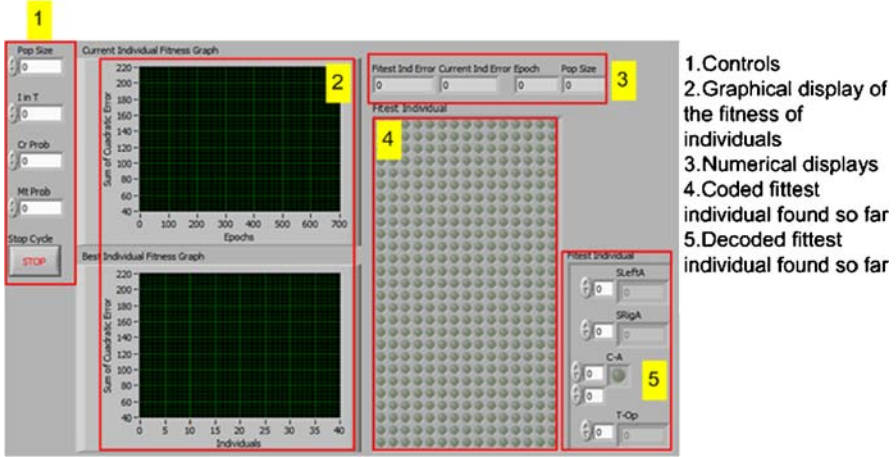 1
Pop Size
0
I in T
0
Cr Prob
0
Mt Prob
0
Stop Cycle
STOP
Current Individual Fitness Graph
2
Sum of Cuadratic Error
220
200
180
160
140
120
100
80
60
40
0 100 200 300 400 500 600 700
Epochs
Best Individual Fitness Graph
Sum of Cuadratic Error
220
200
180
160
140
120
100
80
60
40
0 5 10 15 20 25 30 35 40
Individuals
Fitest Ind Error Current Ind Error Epoch Pop Size
0 0 0 0
3
Fitest Individual
4
Fitest Individual
SLeftA
0 0
SRigA
0 0
C-A
0
0
5
T-Op
0 0
1.Controls
2.Graphical display of
the fitness of
individuals
3.Numerical displays
4.Coded fittest
individual found so far
5.Decoded fittest
individual found so far